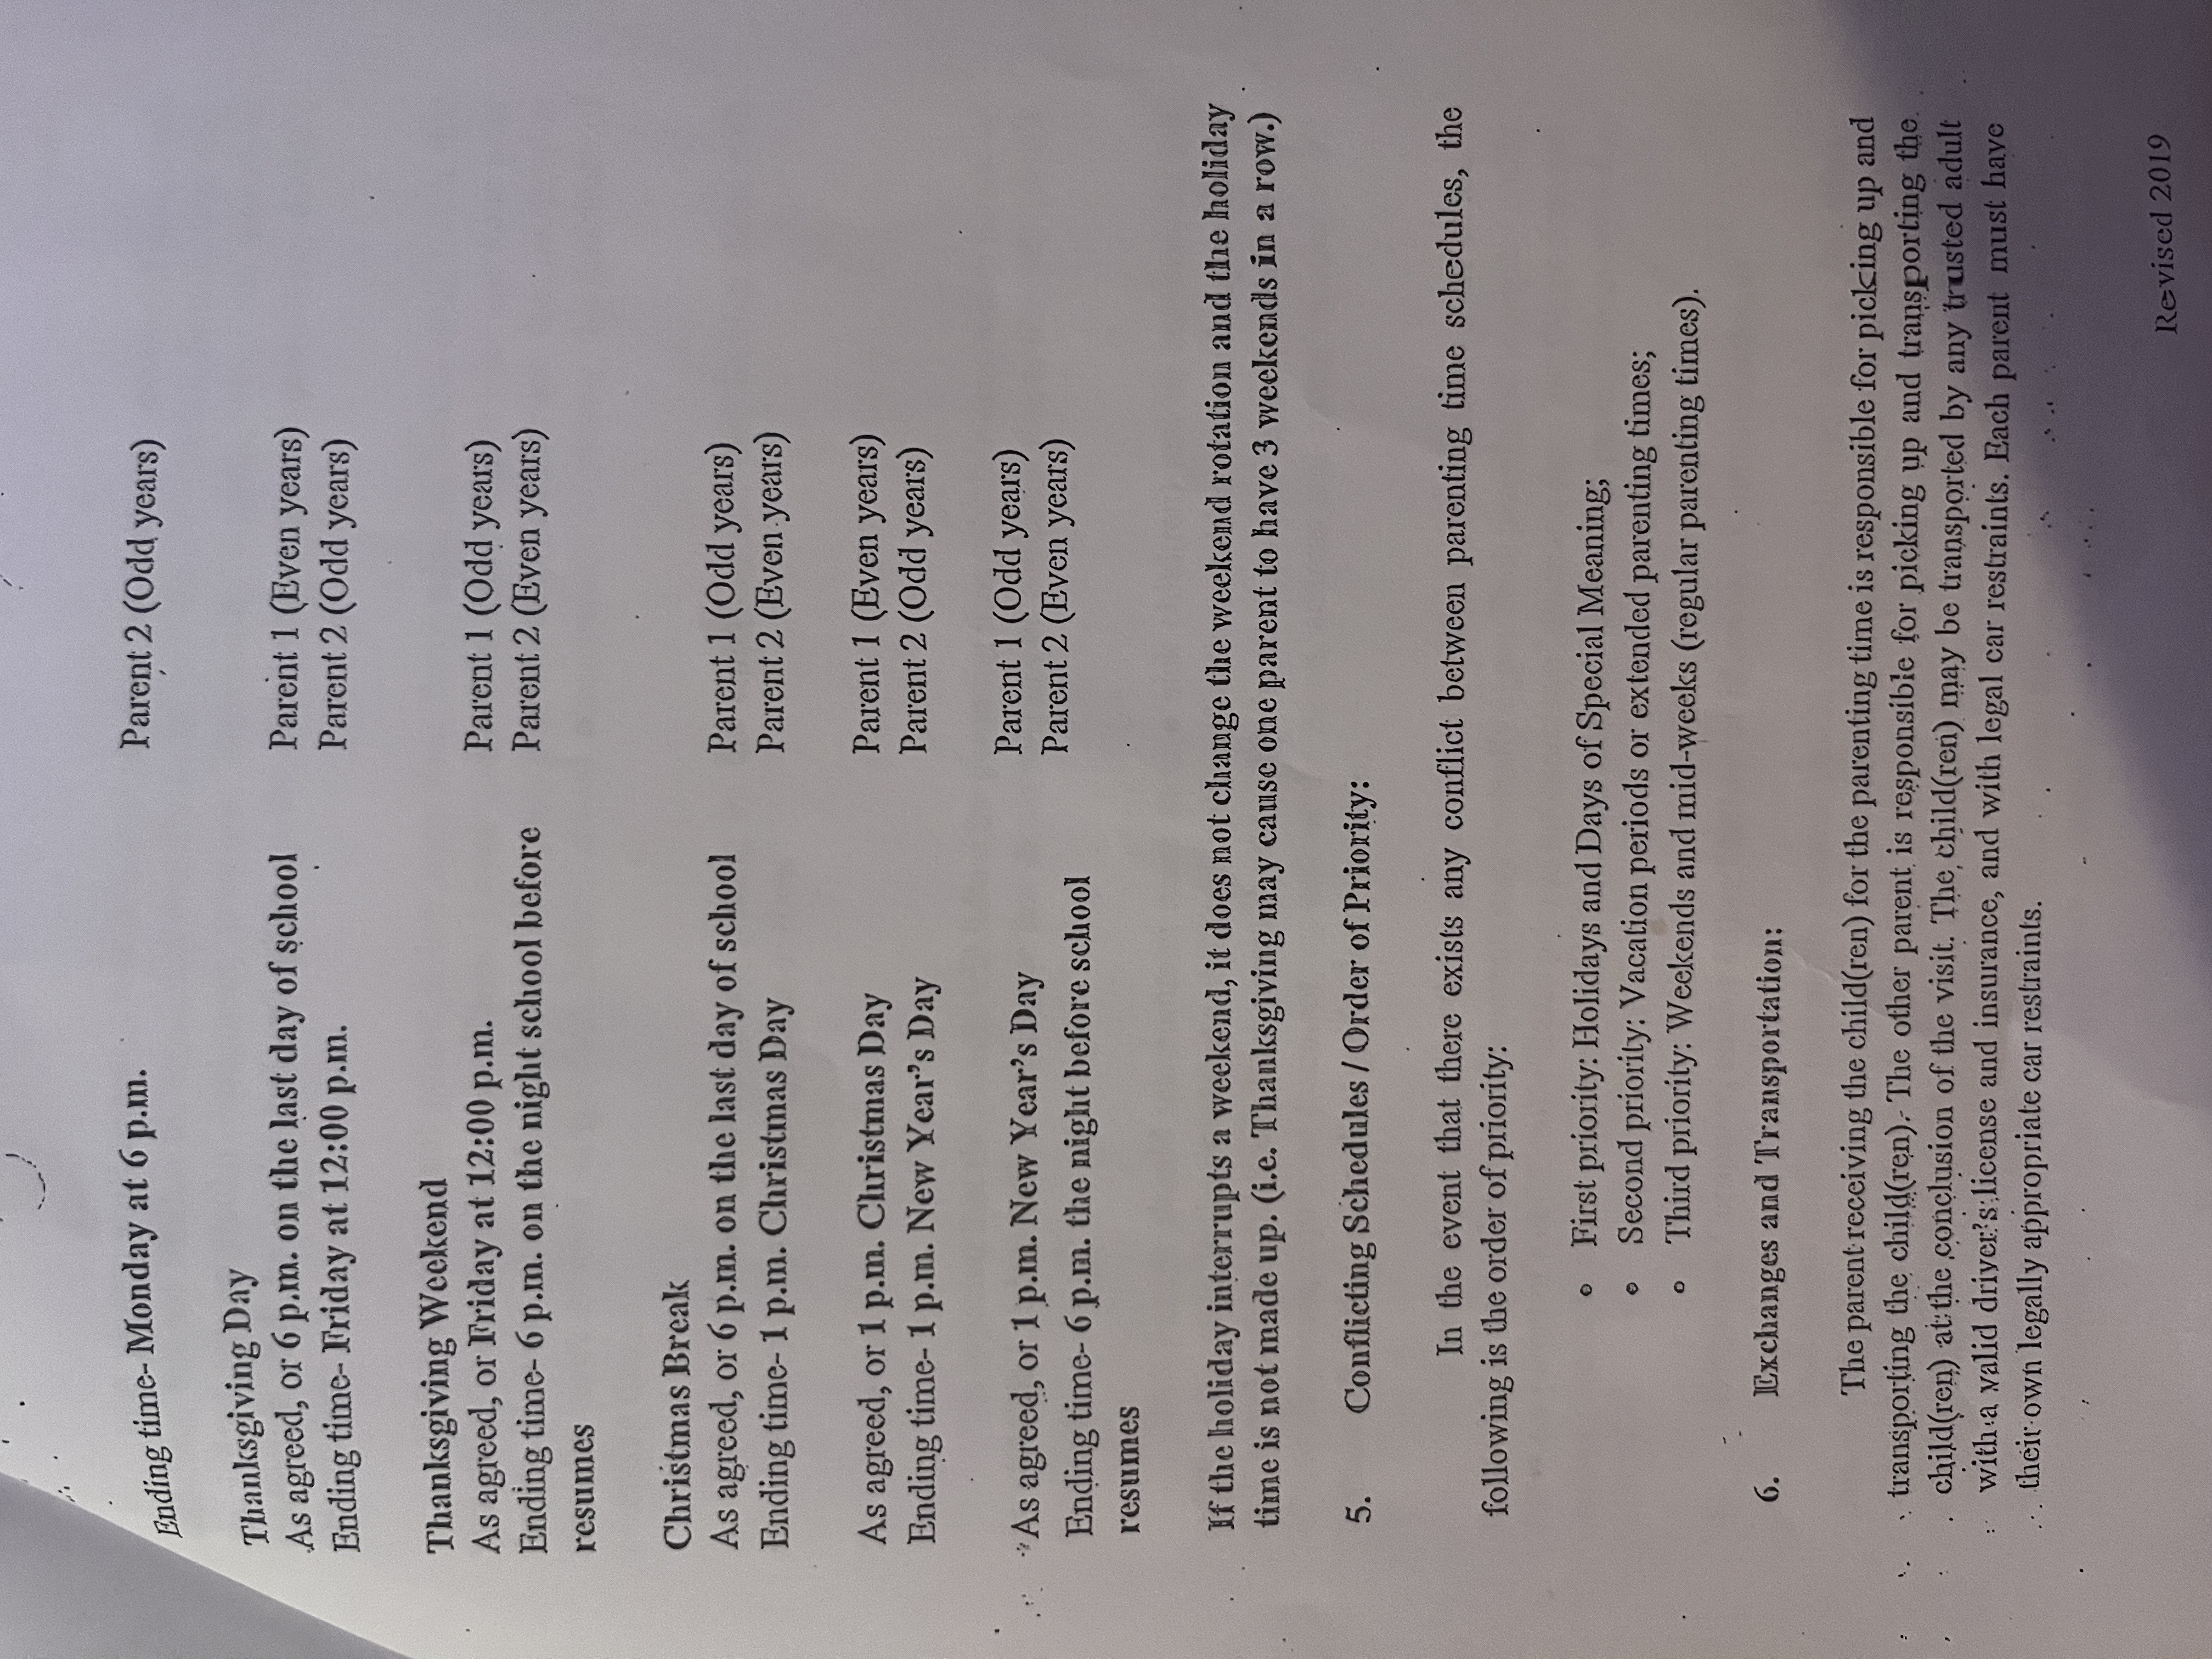 Ending time- Monday at 6 p.m. Parent 2 (Odd years)
Thanksgiving Day
As agreed, or 6 p.m. on the last day of school Parent 1 (Even years)
Ending time- Friday at 12:00 p.m. Parent 2 (Odd years)
Thanksgiving Weekend
As agreed, or Friday at 12:00 p.m. Parent 1 (Odd years)
Ending time- 6 p.m. on the night school before Parent 2 (Even years)
resumes
Christmas Break
As agreed, or 6 p.m. on the last day of school Parent 1 (Odd years)
Ending time- 1 p.m. Christmas Day Parent 2 (Even years)
As agreed, or 1 p.m. Christmas Day Parent 1 (Even years)
Ending time- 1 p.m. New Year's Day Parent 2 (Odd years)
As agreed, or 1 p.m. New Year's Day Parent 1 (Odd years)
Ending time- 6 p.m. the night before school Parent 2 (Even years)
resumes
If the holiday interrupts a weekend, it does not change the weekend rotation and the holiday
time is not made up. (i.e. Thanksgiving may cause one parent to have 3 weekends in a row.)
5. Conflicting Schedules / Order of Priority:
In the event that there exists any conflict between parenting time schedules, the
following is the order of priority:
∘ First priority: Holidays and Days of Special Meaning;
∘ Second priority: Vacation periods or extended parenting times;
∘ Third priority: Weekends and mid-weeks (regular parenting times).
6. Exchanges and Transportation:
The parent receiving the child(ren) for the parenting time is responsible for picking up and
transporting the child(ren). The other parent is responsible for picking up and transporting the
child(ren) at the conclusion of the visit. The child(ren) may be transported by any trusted adult
with a valid driver's license and insurance, and with legal car restraints. Each parent must have
their own legally appropriate car restraints.
Revised 2019